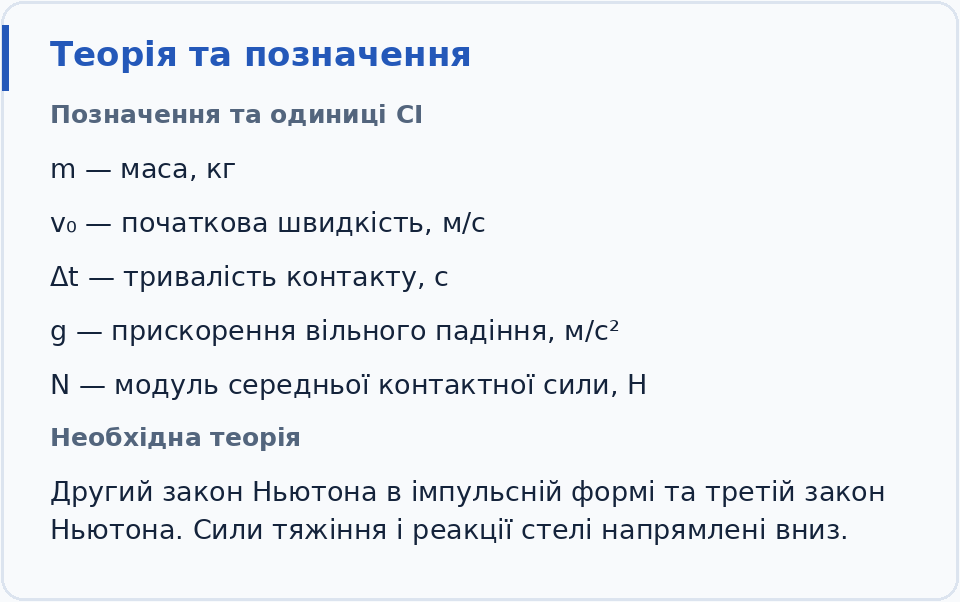 Теорія та позначення
Позначення та одиниці СІ
m — маса, кг
v₀ — початкова швидкість, м/с
Δt — тривалість контакту, с
g — прискорення вільного падіння, м/с²
N — модуль середньої контактної сили, Н
Необхідна теорія
Другий закон Ньютона в імпульсній формі та третій закон
Ньютона. Сили тяжіння і реакції стелі напрямлені вниз.